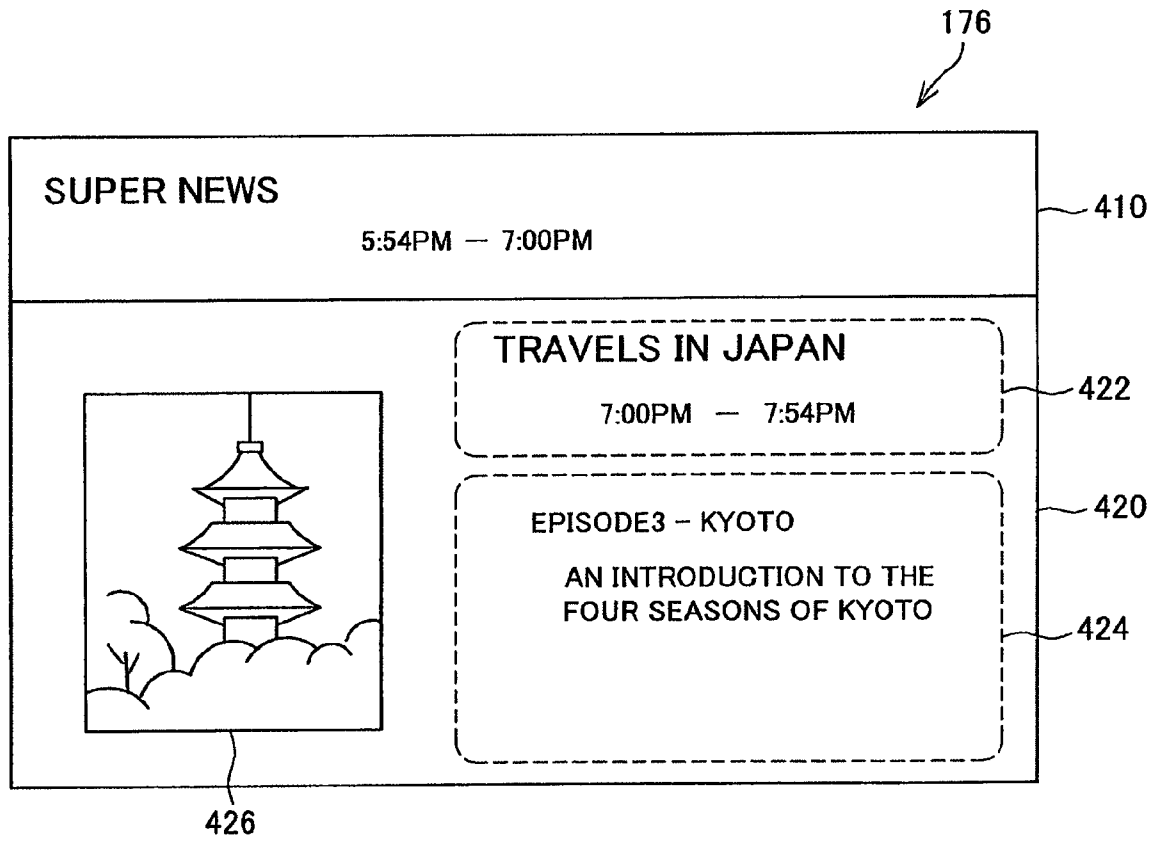 176
SUPER NEWS
410
5:54PM — 7:00PM
TRAVELS IN JAPAN
422
7:00PM — 7:54PM
420
EPISODE3 – KYOTO
AN INTRODUCTION TO THE
FOUR SEASONS OF KYOTO
424
426